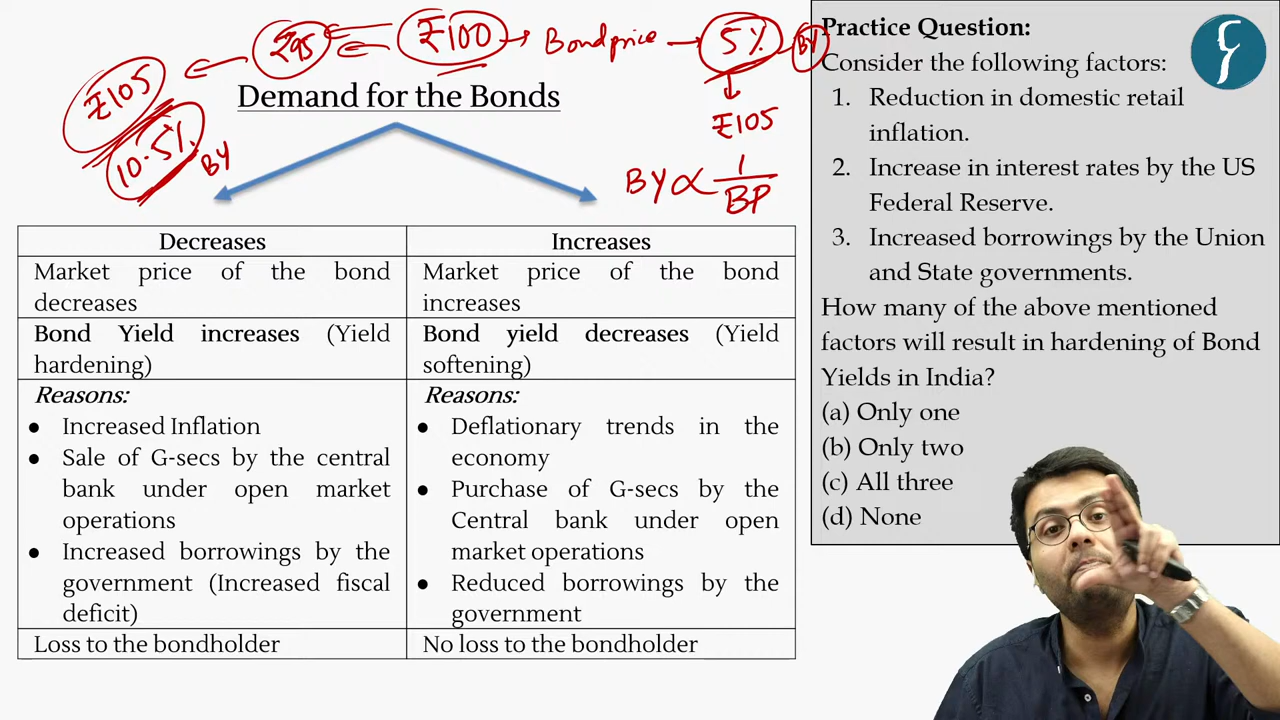 ₹105 ← ₹95 ← ₹100 → Bond price → 5% BY
↓
₹105
10.5% BY
BY ∝ 1/BP
Demand for the Bonds
Decreases
Increases
Market price of the bond
decreases
Market price of the bond
increases
Bond Yield increases (Yield
hardening)
Bond yield decreases (Yield
softening)
Reasons:
● Increased Inflation
● Sale of G-secs by the central
bank under open market
operations
● Increased borrowings by the
government (Increased fiscal
deficit)
Reasons:
● Deflationary trends in the
economy
● Purchase of G-secs by the
Central bank under open
market operations
● Reduced borrowings by the
government
Loss to the bondholder
No loss to the bondholder
Practice Question:
Consider the following factors:
1. Reduction in domestic retail
inflation.
2. Increase in interest rates by the US
Federal Reserve.
3. Increased borrowings by the Union
and State governments.
How many of the above mentioned
factors will result in hardening of Bond
Yields in India?
(a) Only one
(b) Only two
(c) All three
(d) None